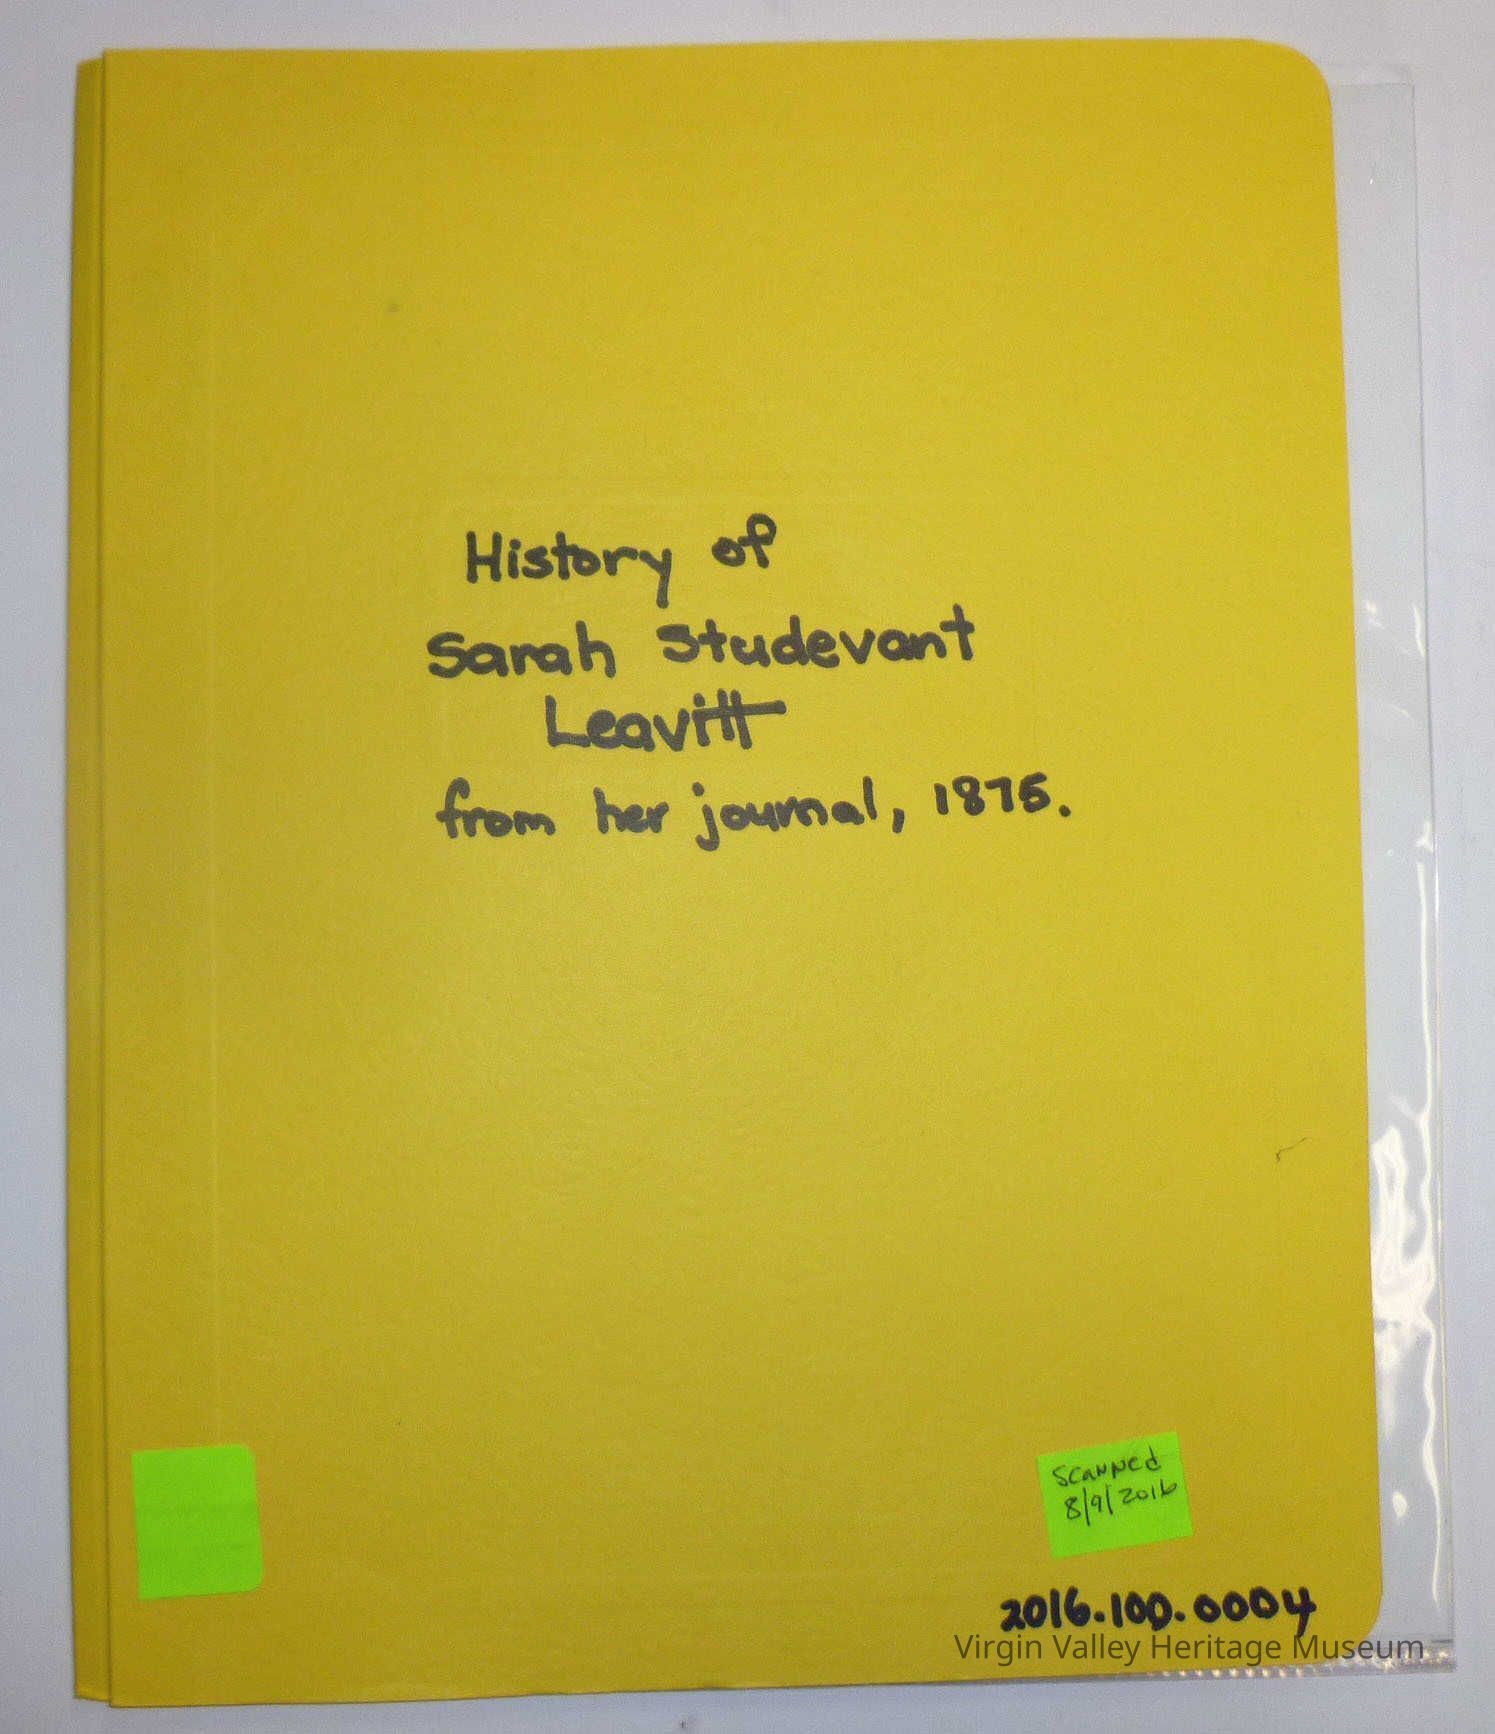 History of
Sarah Studevant
Leavitt
from her journal, 1875.
Scanned
8/9/2016
2016.100.0004
Virgin Valley Heritage Museum